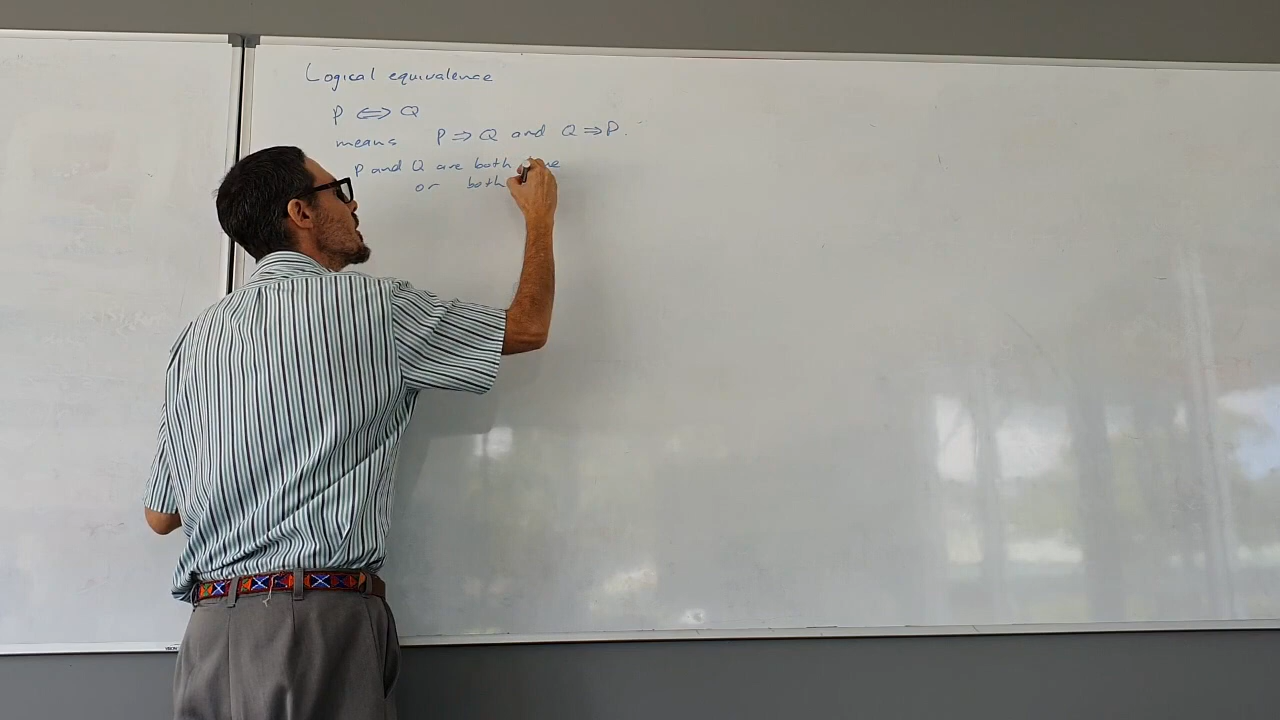 Logical equivalence
P ⇔ Q
means P ⇒ Q and Q ⇒ P.
P and Q are both
or both